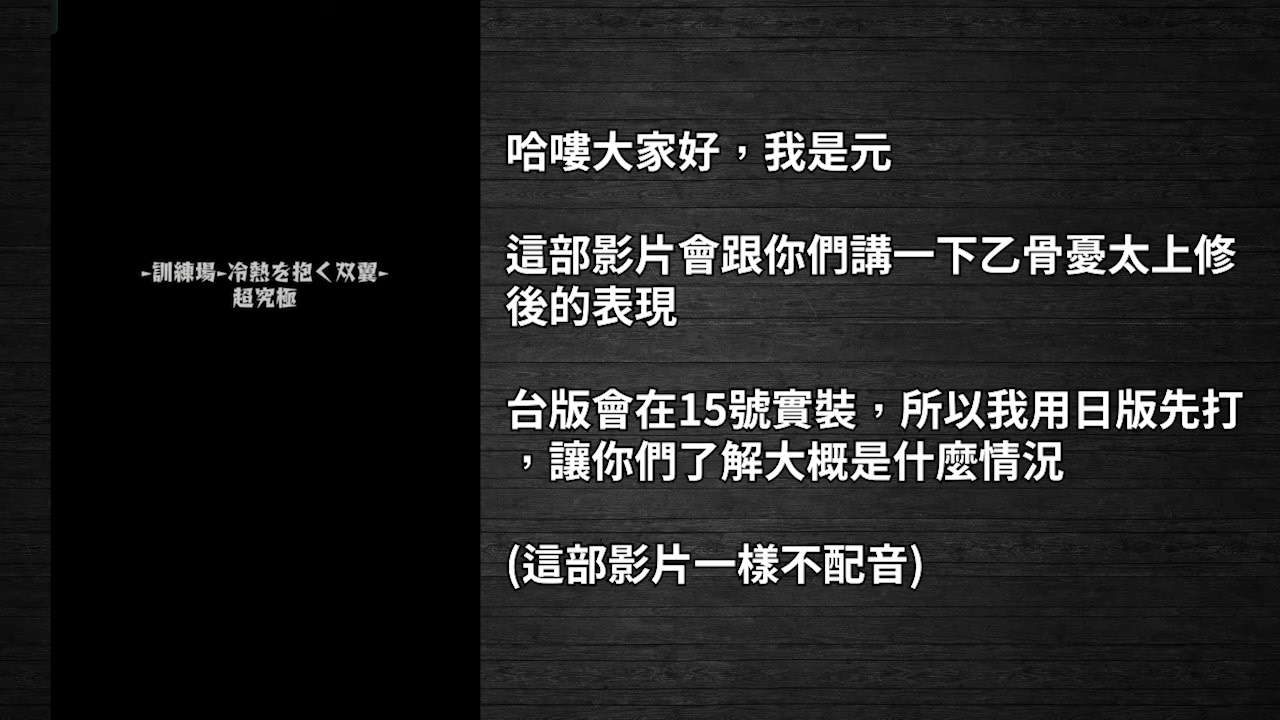 -訓練場-冷熱を抱く双翼-
超究極
哈嘍大家好，我是元
這部影片會跟你們講一下乙骨憂太上修
後的表現
台版會在15號實裝，所以我用日版先打
，讓你們了解大概是什麼情況
(這部影片一樣不配音)